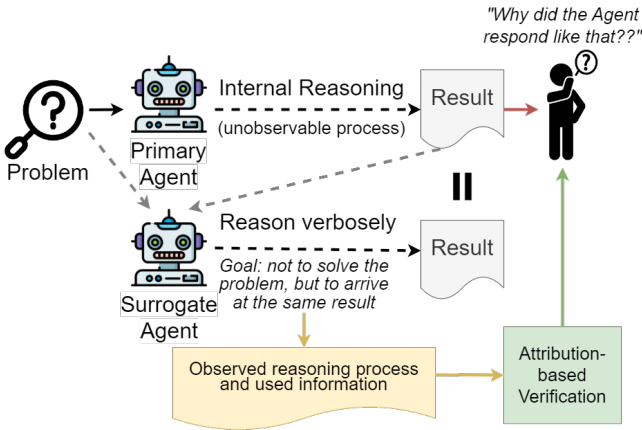 "Why did the Agent
respond like that??"
Internal Reasoning
(unobservable process)
Result
Problem
Primary
Agent
Reason verbosely
Goal: not to solve the
problem, but to arrive
at the same result
Result
Surrogate
Agent
Observed reasoning process
and used information
Attribution-
based
Verification